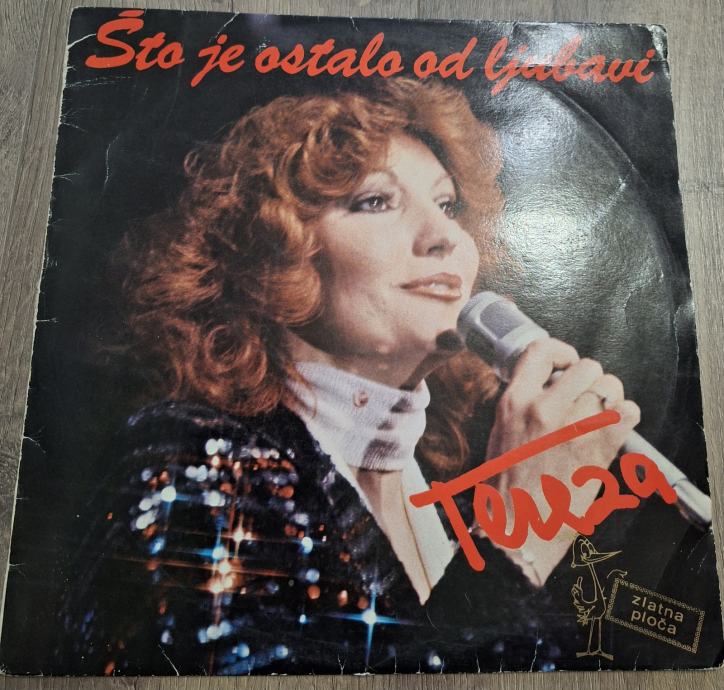 Što je ostalo od ljubavi
Tereza
zlatna
ploča